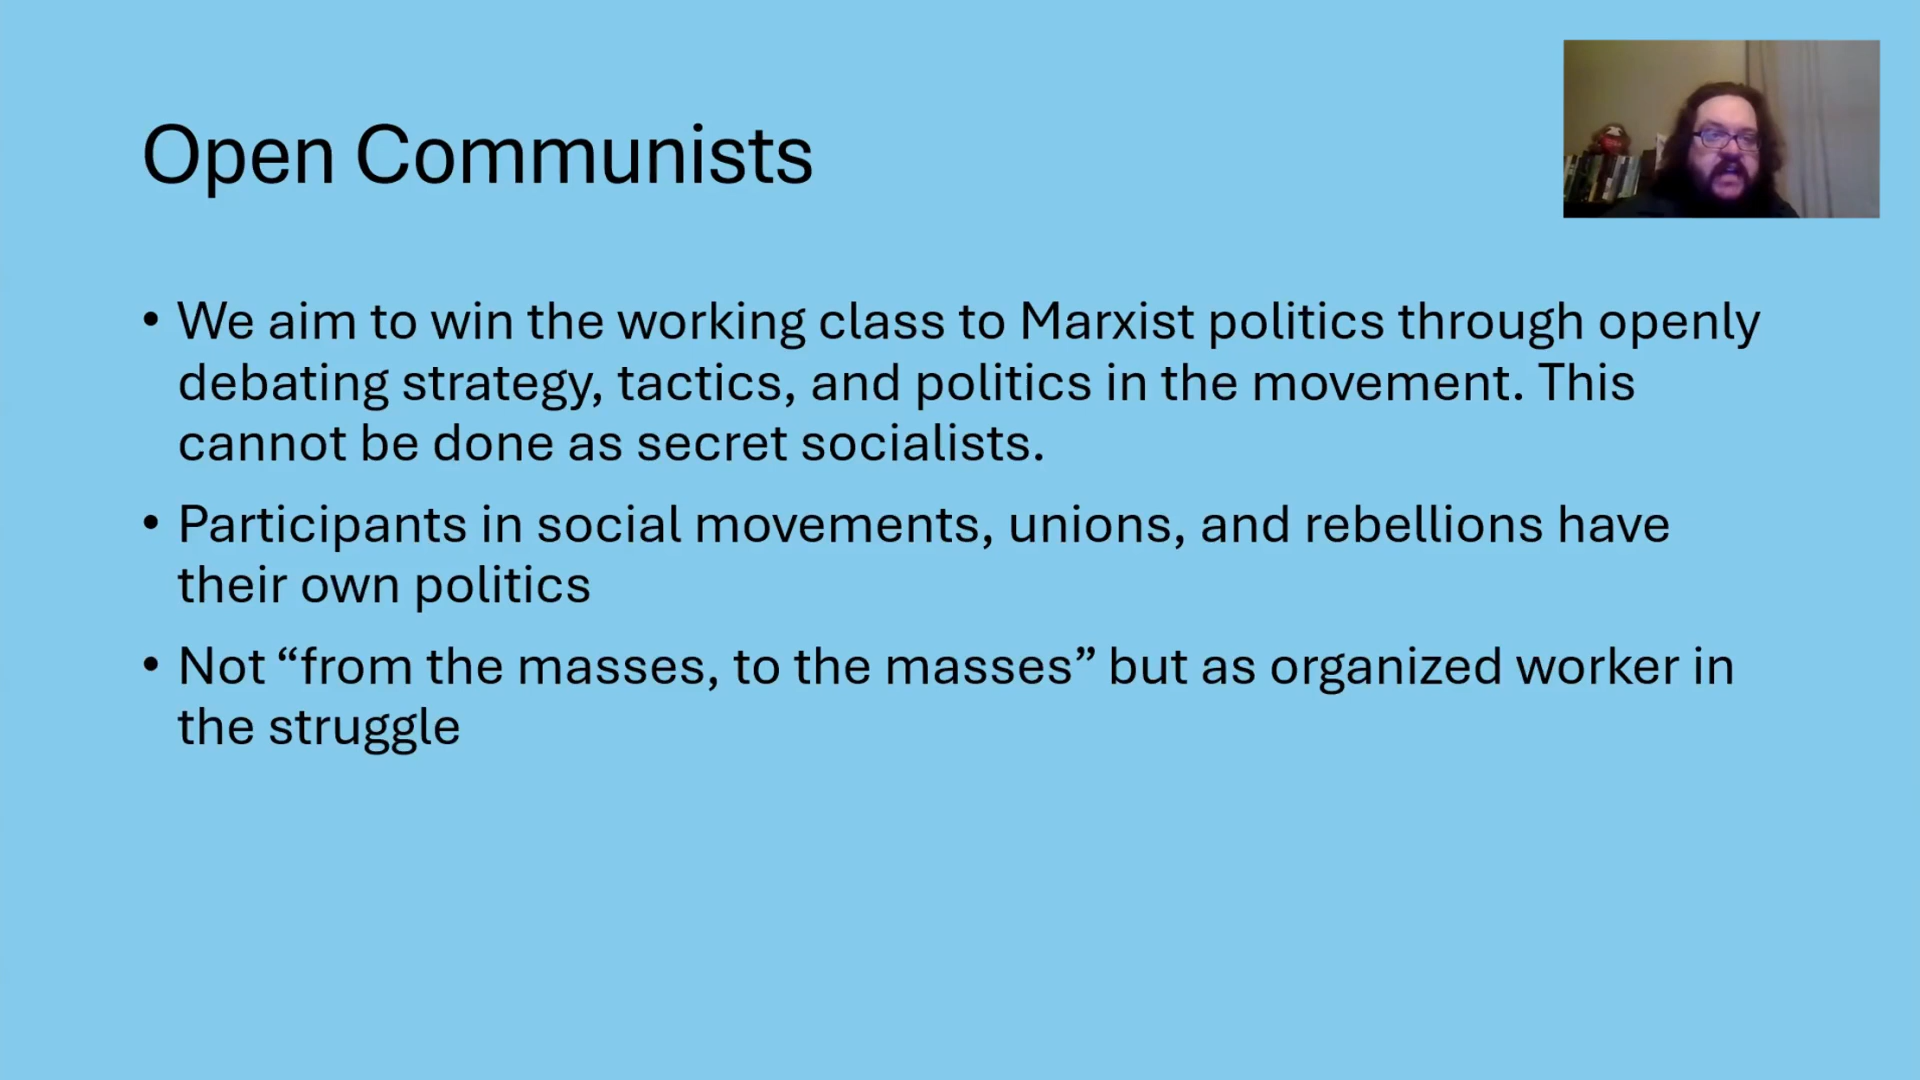 Open Communists
• We aim to win the working class to Marxist politics through openly
debating strategy, tactics, and politics in the movement. This
cannot be done as secret socialists.
• Participants in social movements, unions, and rebellions have
their own politics
• Not “from the masses, to the masses” but as organized worker in
the struggle